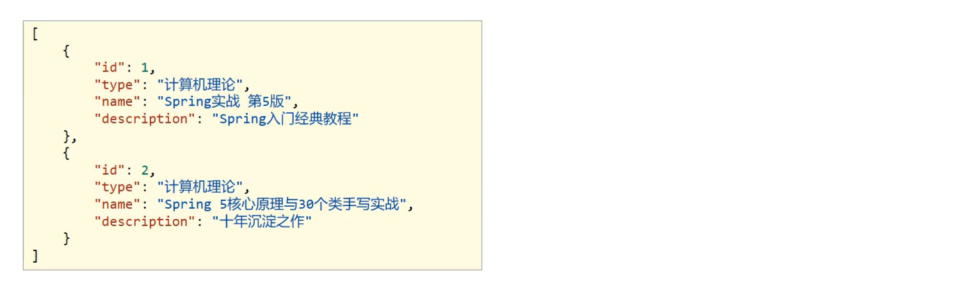 [
    {
        "id": 1,
        "type": "计算机理论",
        "name": "Spring实战 第5版",
        "description": "Spring入门经典教程"
    },
    {
        "id": 2,
        "type": "计算机理论",
        "name": "Spring 5核心原理与30个类手写实战",
        "description": "十年沉淀之作"
    }
]